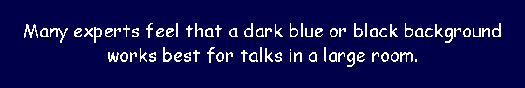 Many experts feel that a dark blue or black background
works best for talks in a large room.